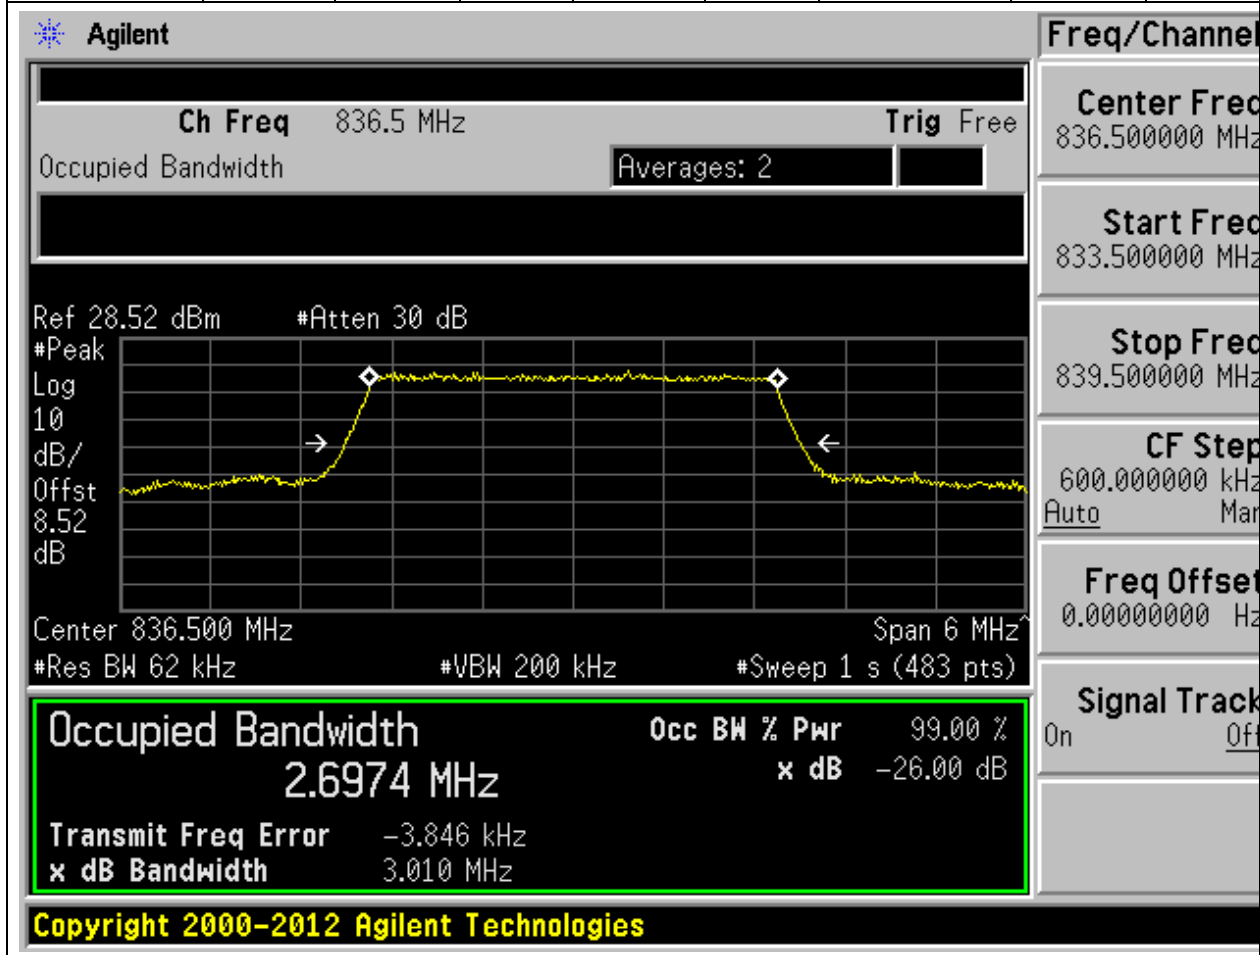 Agilent
Ch Freq 836.5 MHz Trig Free
Occupied Bandwidth Averages: 2
Ref 28.52 dBm #Atten 30 dB
#Peak
Log
10
dB/
Offst
8.52
dB
Center 836.500 MHz Span 6 MHz^
#Res BW 62 kHz #VBW 200 kHz #Sweep 1 s (483 pts)
Occupied Bandwidth
2.6974 MHz
Occ BW % Pwr 99.00 %
x dB -26.00 dB
Transmit Freq Error -3.846 kHz
x dB Bandwidth 3.010 MHz
Copyright 2000-2012 Agilent Technologies
Freq/Channel
Center Freq
836.500000 MHz
Start Freq
833.500000 MHz
Stop Freq
839.500000 MHz
CF Step
600.000000 kHz
Auto Man
Freq Offset
0.00000000 Hz
Signal Track
On Off